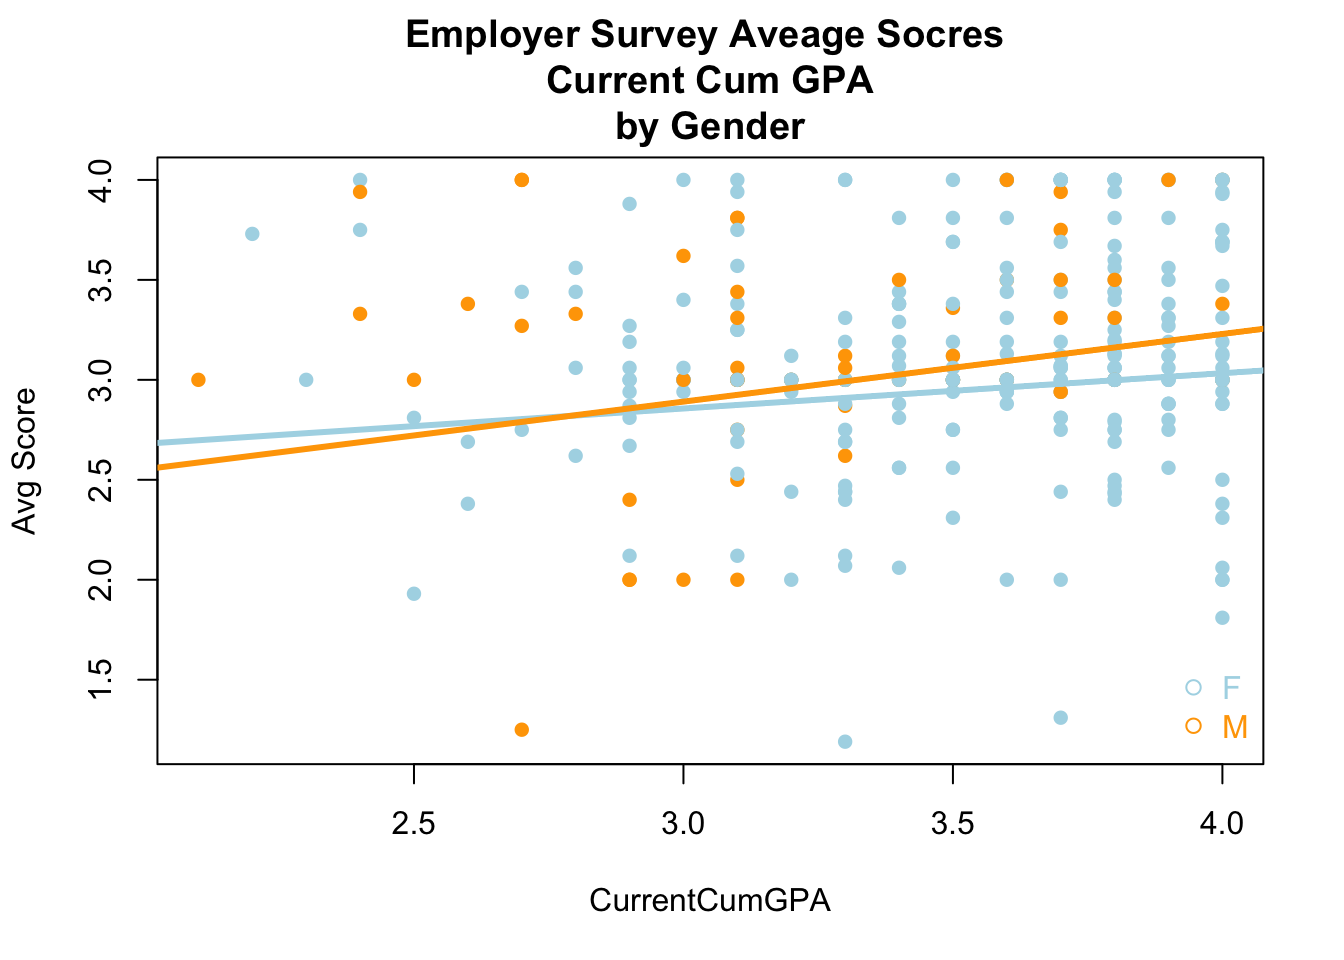 Employer Survey Aveage Socres
Current Cum GPA
by Gender
4.0
3.5
3.0
2.5
2.0
1.5
Avg Score
F
M
2.5 3.0 3.5 4.0
CurrentCumGPA